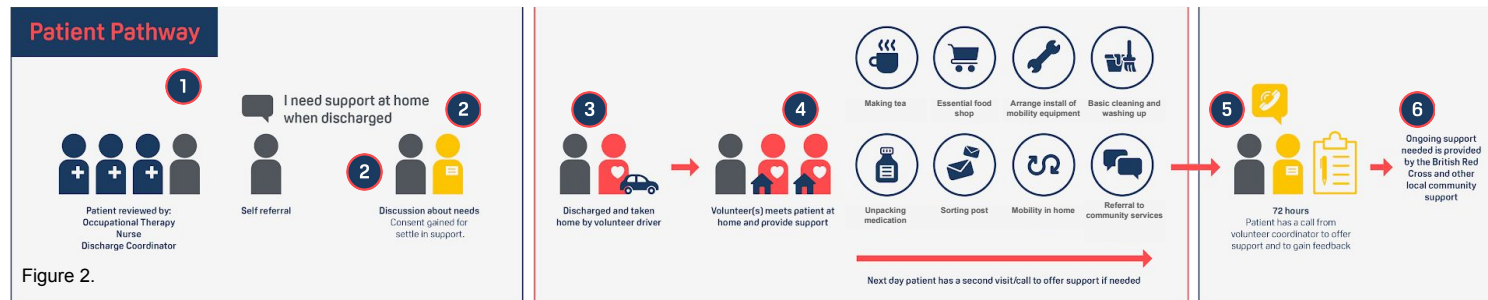 Patient Pathway
1
Patient reviewed by:
Occupational Therapy
Nurse
Discharge Coordinator
I need support at home
when discharged
Self referral
2
2
Discussion about needs
Consent gained for
settle in support.
3
Discharged and taken
home by volunteer driver
4
Volunteer(s) meets patient at
home and provide support
Making tea
Essential food
shop
Arrange install of
mobility equipment
Basic cleaning and
washing up
Unpacking
medication
Sorting post
Mobility in home
Referral to
community services
Next day patient has a second visit/call to offer support if needed
5
72 hours
Patient has a call from
volunteer coordinator to offer
support and to gain feedback
6
Ongoing support
needed is provided
by the British Red
Cross and other
local community
support
Figure 2.